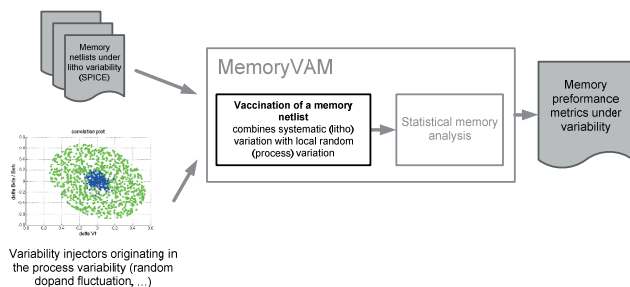 Memory
netlists under
litho variability
(SPICE)
MemoryVAM
Vaccination of a memory
netlist
combines systematic (litho)
variation with local random
(process) variation
Statistical memory
analysis
Memory
preformance
metrics under
variability
correlation plot
delta Beta / Beta
delta VT
Variability injectors originating in
the process variability (random
dopand fluctuation, ...)